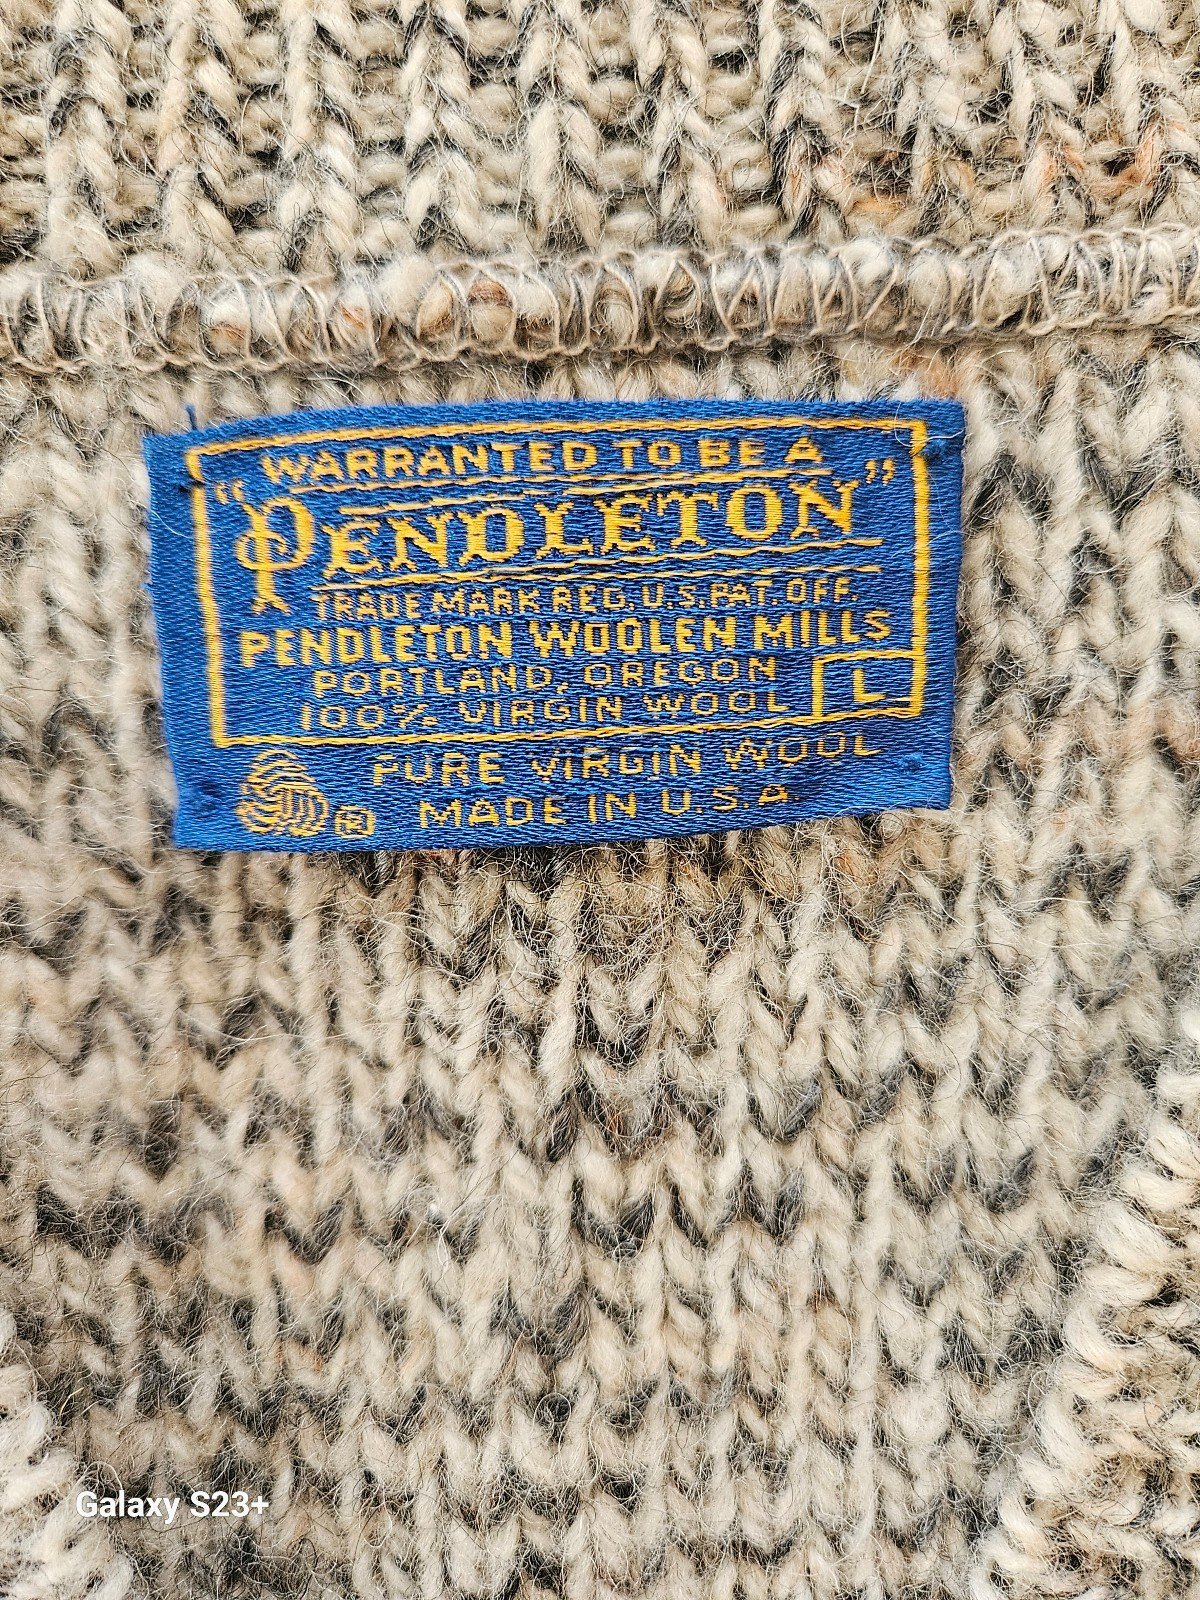 WARRANTED TO BE A
"PENDLETON"
TRADE MARK REG. U.S. PAT. OFF.
PENDLETON WOOLEN MILLS
PORTLAND, OREGON
100% VIRGIN WOOL
L
PURE VIRGIN WOOL
R MADE IN U.S.A.
Galaxy S23+